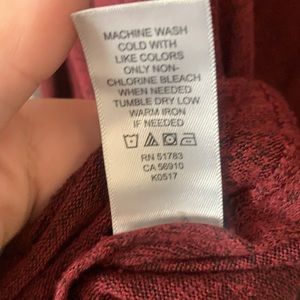 MACHINE WASH
COLD WITH
LIKE COLORS
ONLY NON-
CHLORINE BLEACH
WHEN NEEDED
TUMBLE DRY LOW
WARM IRON
IF NEEDED
RN 51783
CA 56910
K0517